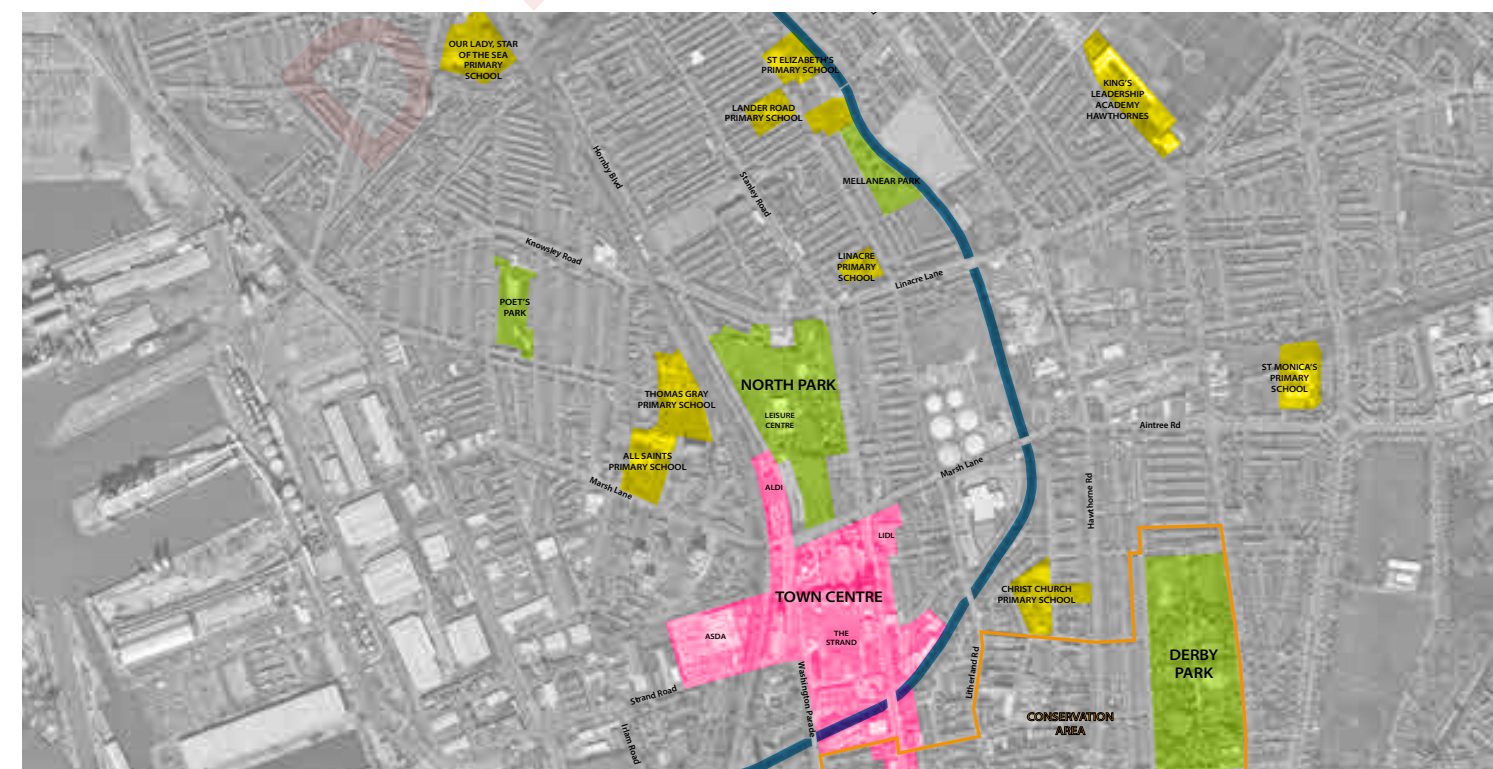 OUR LADY, STAR
OF THE SEA
PRIMARY
SCHOOL
ST ELIZABETH'S
PRIMARY SCHOOL
LANDER ROAD
PRIMARY SCHOOL
KING'S
LEADERSHIP
ACADEMY
HAWTHORNES
Hornby Blvd
Stanley Road
MELLANEAR PARK
Knowsley Road
LINACRE
PRIMARY
SCHOOL
Linacre Lane
POET'S
PARK
NORTH PARK
LEISURE
CENTRE
THOMAS GRAY
PRIMARY SCHOOL
ST MONICA'S
PRIMARY
SCHOOL
Aintree Rd
ALL SAINTS
PRIMARY SCHOOL
Marsh Lane
Marsh Lane
ALDI
Hawthorne Rd
LIDL
TOWN CENTRE
CHRIST CHURCH
PRIMARY SCHOOL
ASDA
THE
STRAND
DERBY
PARK
Litherland Rd
Washington Parade
Strand Road
Irlam Road
CONSERVATION
AREA